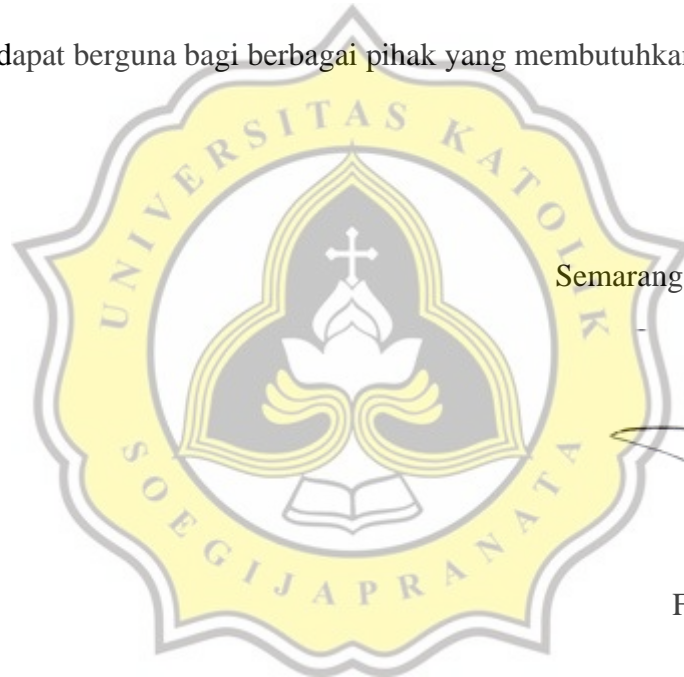 dapat berguna bagi berbagai pihak yang membutuhkan
UNIVERSITAS KATOLIK
Semarang
SOEGIJAPRANATA
F